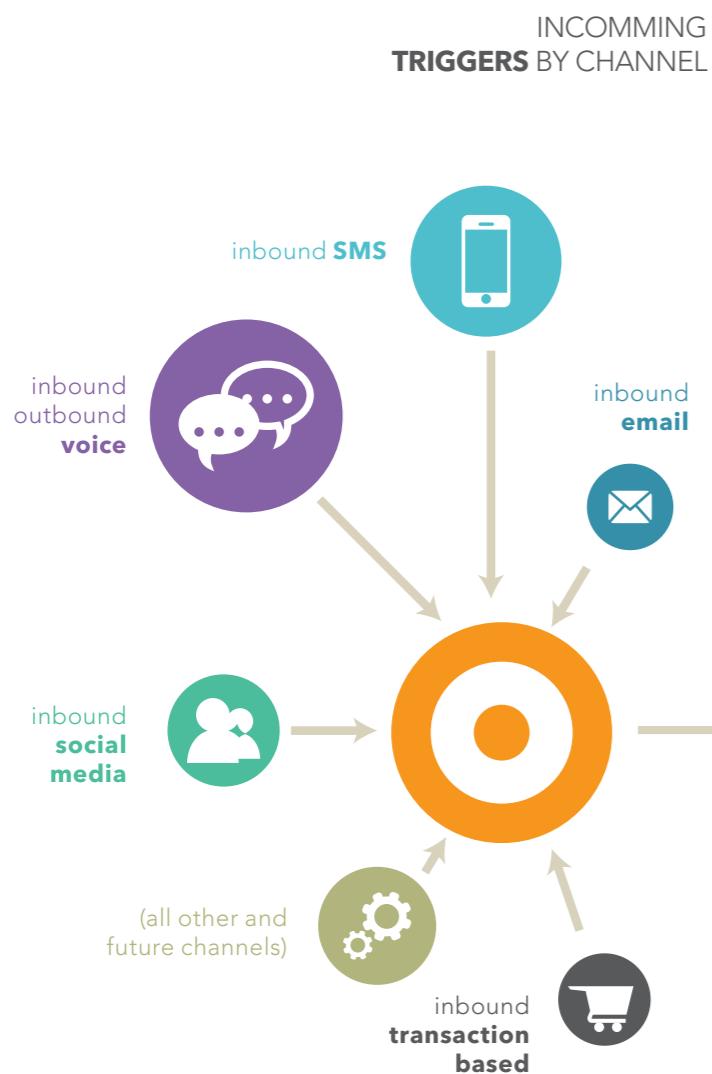 INCOMMING
TRIGGERS BY CHANNEL
inbound SMS
inbound
outbound
voice
inbound
email
inbound
social
media
(all other and
future channels)
inbound
transaction
based